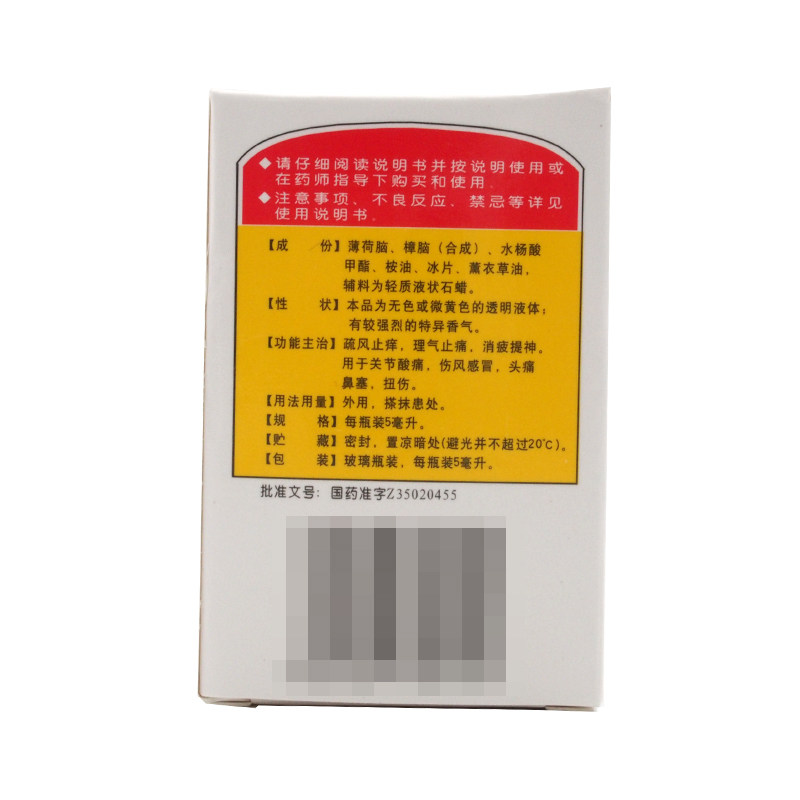 ◆请仔细阅读说明书并按说明使用或
在药师指导下购买和使用.
◆注意事项、不良反应、禁忌等详见
使用说明书.
【成　份】薄荷脑、樟脑（合成）、水杨酸
甲酯、桉油、冰片、薰衣草油，
辅料为轻质液状石蜡。
【性　状】本品为无色或微黄色的透明液体；
有较强烈的特异香气。
【功能主治】疏风止痒，理气止痛，消疲提神。
用于关节酸痛，伤风感冒，头痛
鼻塞，扭伤。
【用法用量】外用，搽抹患处。
【规　格】每瓶装5毫升。
【贮　藏】密封，置凉暗处(避光并不超过20℃)。
【包　装】玻璃瓶装，每瓶装5毫升。
批准文号：国药准字Z35020455